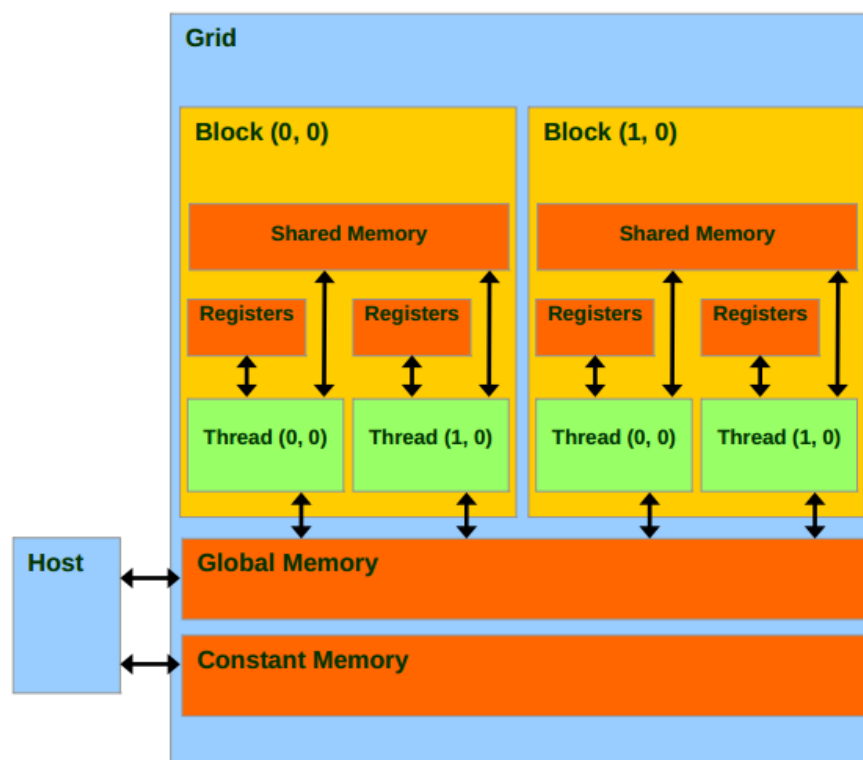 Grid
Block (0, 0)
Block (1, 0)
Shared Memory
Shared Memory
Registers
Registers
Registers
Registers
Thread (0, 0)
Thread (1, 0)
Thread (0, 0)
Thread (1, 0)
Host
Global Memory
Constant Memory